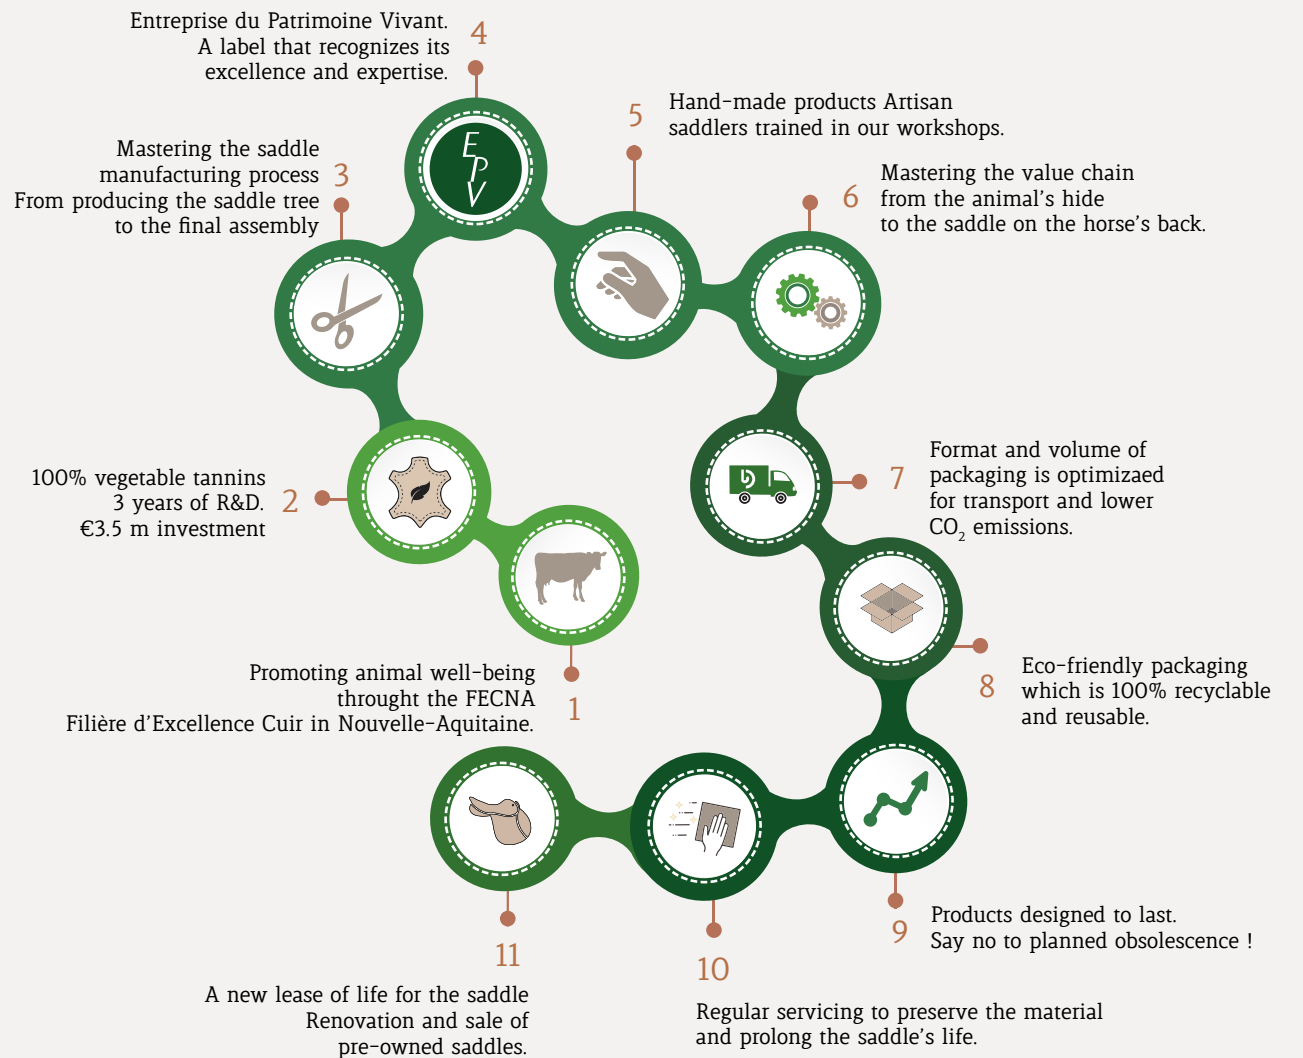 Entreprise du Patrimoine Vivant.
A label that recognizes its
excellence and expertise.
4
E
P
V
Hand-made products Artisan
saddlers trained in our workshops.
5
Mastering the saddle
manufacturing process
From producing the saddle tree
to the final assembly
3
Mastering the value chain
from the animal's hide
to the saddle on the horse's back.
6
100% vegetable tannins
3 years of R&D.
€3.5 m investment
2
Format and volume of
packaging is optimizaed
for transport and lower
CO₂ emissions.
7
Promoting animal well-being
throught the FECNA
Filière d'Excellence Cuir in Nouvelle-Aquitaine.
1
Eco-friendly packaging
which is 100% recyclable
and reusable.
8
Products designed to last.
Say no to planned obsolescence !
9
11
A new lease of life for the saddle
Renovation and sale of
pre-owned saddles.
10
Regular servicing to preserve the material
and prolong the saddle's life.